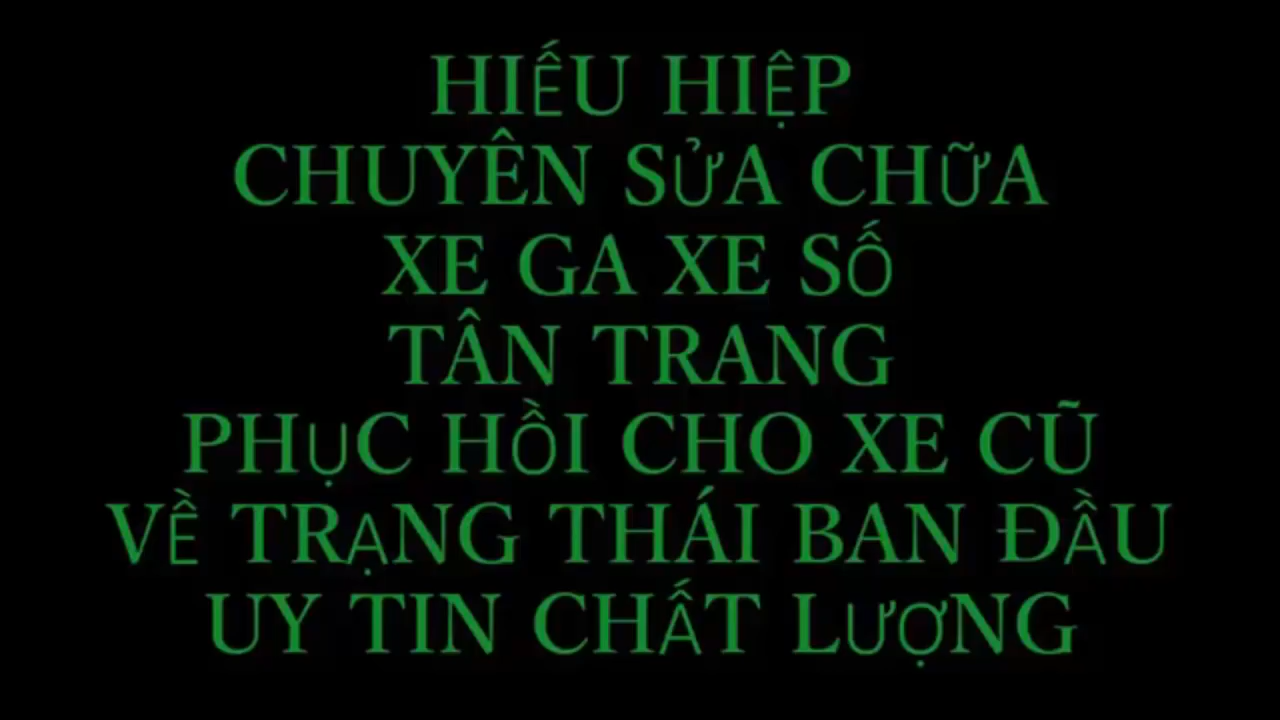 HIẾU HIỆP
CHUYÊN SỬA CHỮA
XE GA XE SỐ
TÂN TRANG
PHỤC HỒI CHO XE CŨ
VỀ TRẠNG THÁI BAN ĐẦU
UY TIN CHẤT LƯỢNG